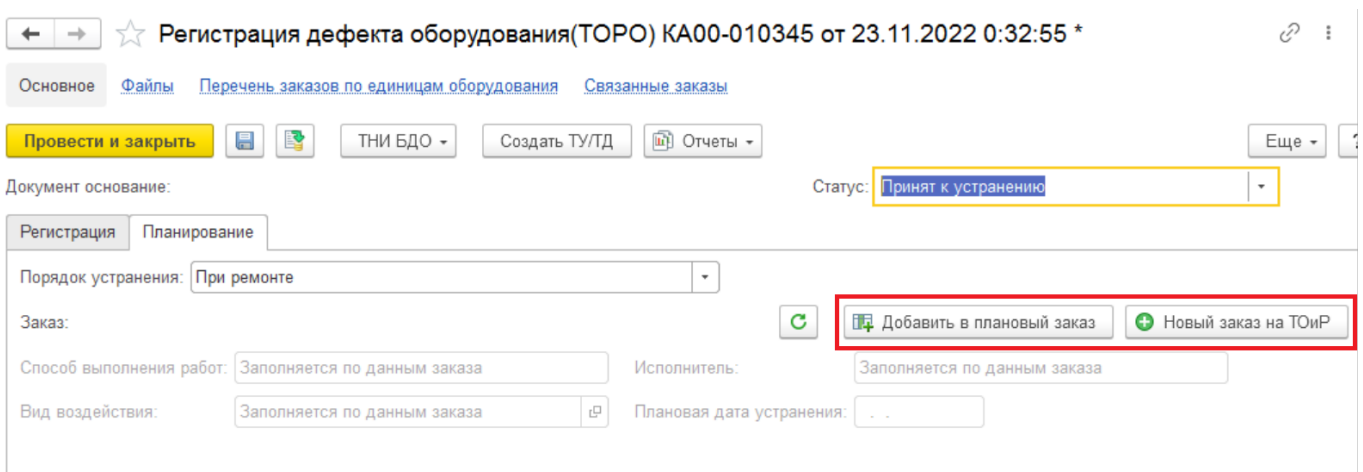 Регистрация дефекта оборудования(ТОРО) КА00-010345 от 23.11.2022 0:32:55 *
Основное Файлы Перечень заказов по единицам оборудования Связанные заказы
Провести и закрыть ТНИ БДО Создать ТУ/ТД Отчеты Еще ?
Документ основание: Статус: Принят к устранению
Регистрация Планирование
Порядок устранения: При ремонте
Заказ: Добавить в плановый заказ Новый заказ на ТОиР
Способ выполнения работ: Заполняется по данным заказа Исполнитель: Заполняется по данным заказа
Вид воздействия: Заполняется по данным заказа Плановая дата устранения: . .